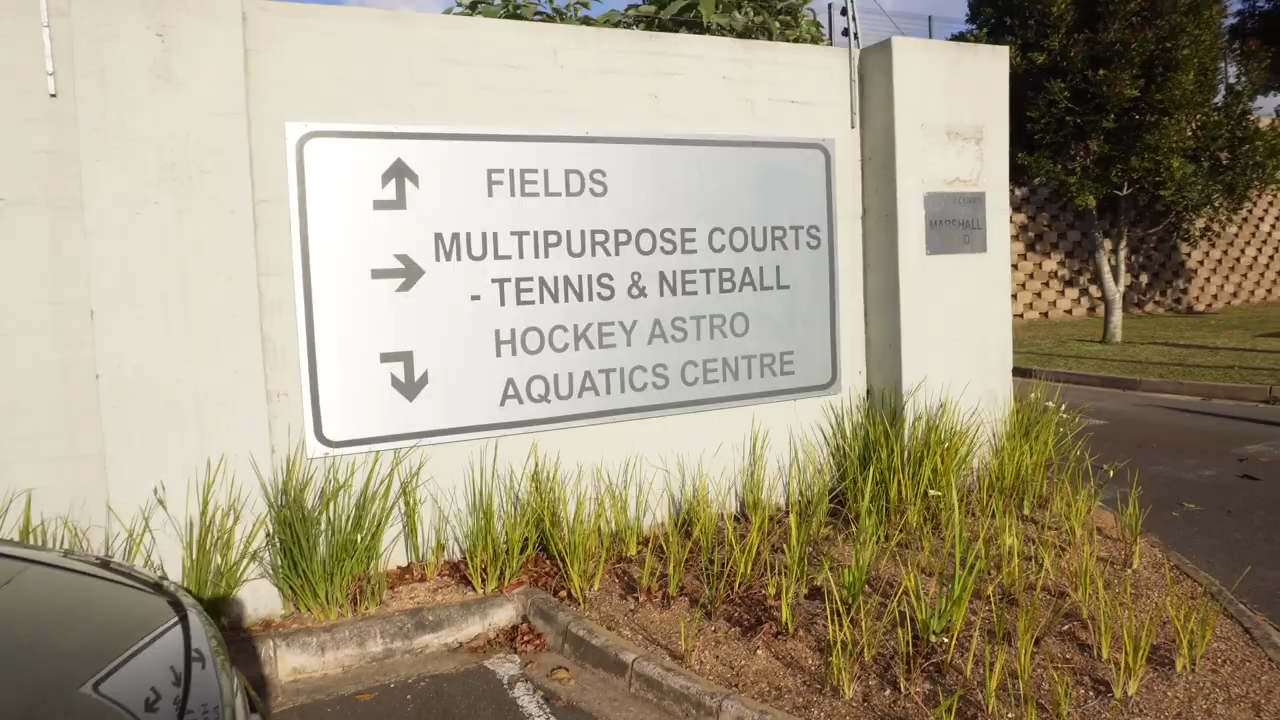 FIELDS
MULTIPURPOSE COURTS
- TENNIS & NETBALL
HOCKEY ASTRO
AQUATICS CENTRE
MARSHALL